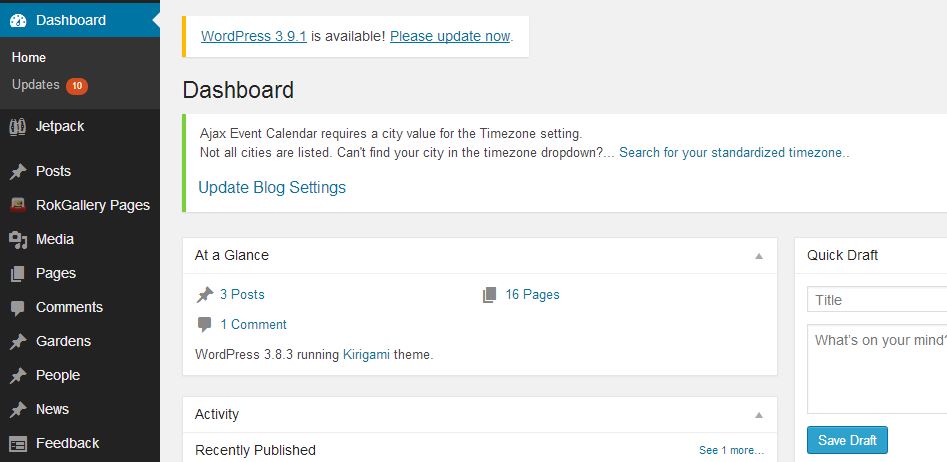 Dashboard
Home
Updates 10
Jetpack
Posts
RokGallery Pages
Media
Pages
Comments
Gardens
People
News
Feedback
WordPress 3.9.1 is available! Please update now.
Dashboard
Ajax Event Calendar requires a city value for the Timezone setting.
Not all cities are listed. Can't find your city in the timezone dropdown?... Search for your standardized timezone..
Update Blog Settings
At a Glance
3 Posts
16 Pages
1 Comment
WordPress 3.8.3 running Kirigami theme.
Activity
Recently Published
See 1 more...
Quick Draft
Title
What's on your mind?
Save Draft